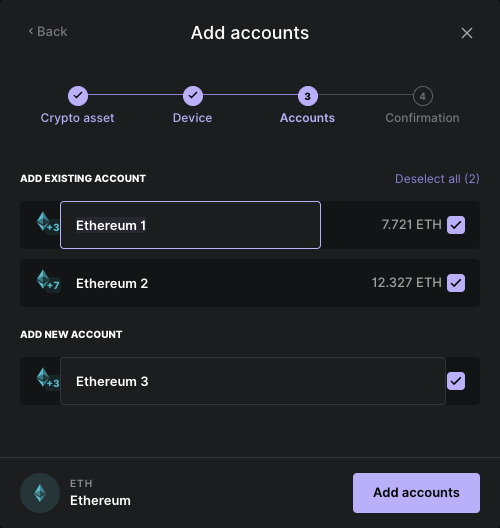 Back
Add accounts
3
4
Crypto asset
Device
Accounts
Confirmation
ADD EXISTING ACCOUNT
Deselect all (2)
+3
Ethereum 1
7.721 ETH
+7
Ethereum 2
12.327 ETH
ADD NEW ACCOUNT
+3
Ethereum 3
ETH
Ethereum
Add accounts